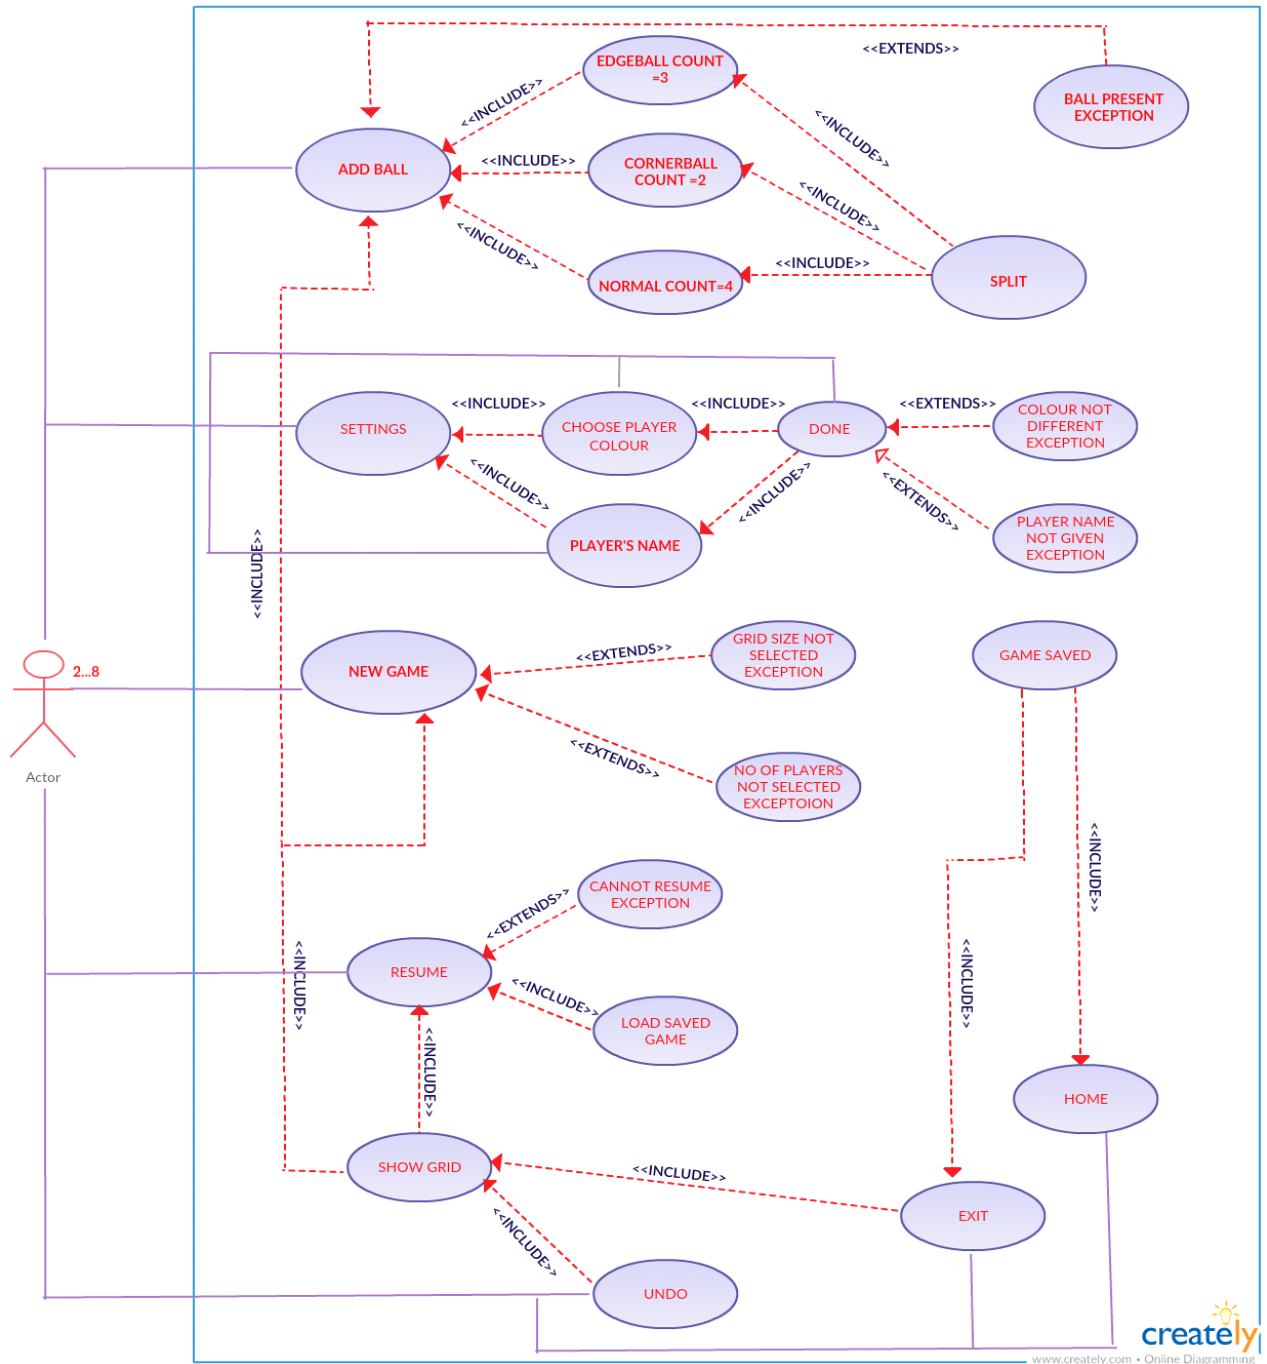 <<EXTENDS>>
EDGEBALL COUNT
=3
<<INCLUDE>>
BALL PRESENT
EXCEPTION
<<INCLUDE>>
ADD BALL
<<INCLUDE>>
CORNERBALL
COUNT =2
<<INCLUDE>>
<<INCLUDE>>
NORMAL COUNT=4
<<INCLUDE>>
SPLIT
SETTINGS
<<INCLUDE>>
CHOOSE PLAYER
COLOUR
<<INCLUDE>>
DONE
<<EXTENDS>>
COLOUR NOT
DIFFERENT
EXCEPTION
<<INCLUDE>>
<<INCLUDE>>
<<EXTENDS>>
PLAYER'S NAME
PLAYER NAME
NOT GIVEN
EXCEPTION
<<INCLUDE>>
2...8
Actor
NEW GAME
<<EXTENDS>>
GRID SIZE NOT
SELECTED
EXCEPTION
GAME SAVED
<<EXTENDS>>
NO OF PLAYERS
NOT SELECTED
EXCEPTOION
<<INCLUDE>>
CANNOT RESUME
EXCEPTION
<<EXTENDS>>
RESUME
<<INCLUDE>>
<<INCLUDE>>
<<INCLUDE>>
LOAD SAVED
GAME
<<INCLUDE>>
HOME
SHOW GRID
<<INCLUDE>>
EXIT
<<INCLUDE>>
UNDO
creately
www.creately.com • Online Diagramming